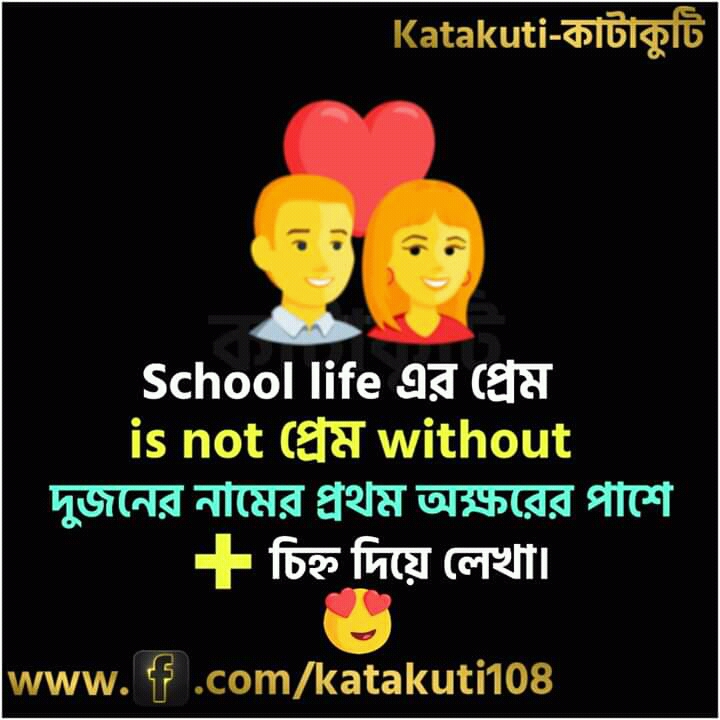 Katakuti-কাটাকুটি
কাটাকুটি
School life এর প্রেম
is not প্রেম without
দুজনের নামের প্রথম অক্ষরের পাশে
+ চিহ্ন দিয়ে লেখা।
www.f.com/katakuti108